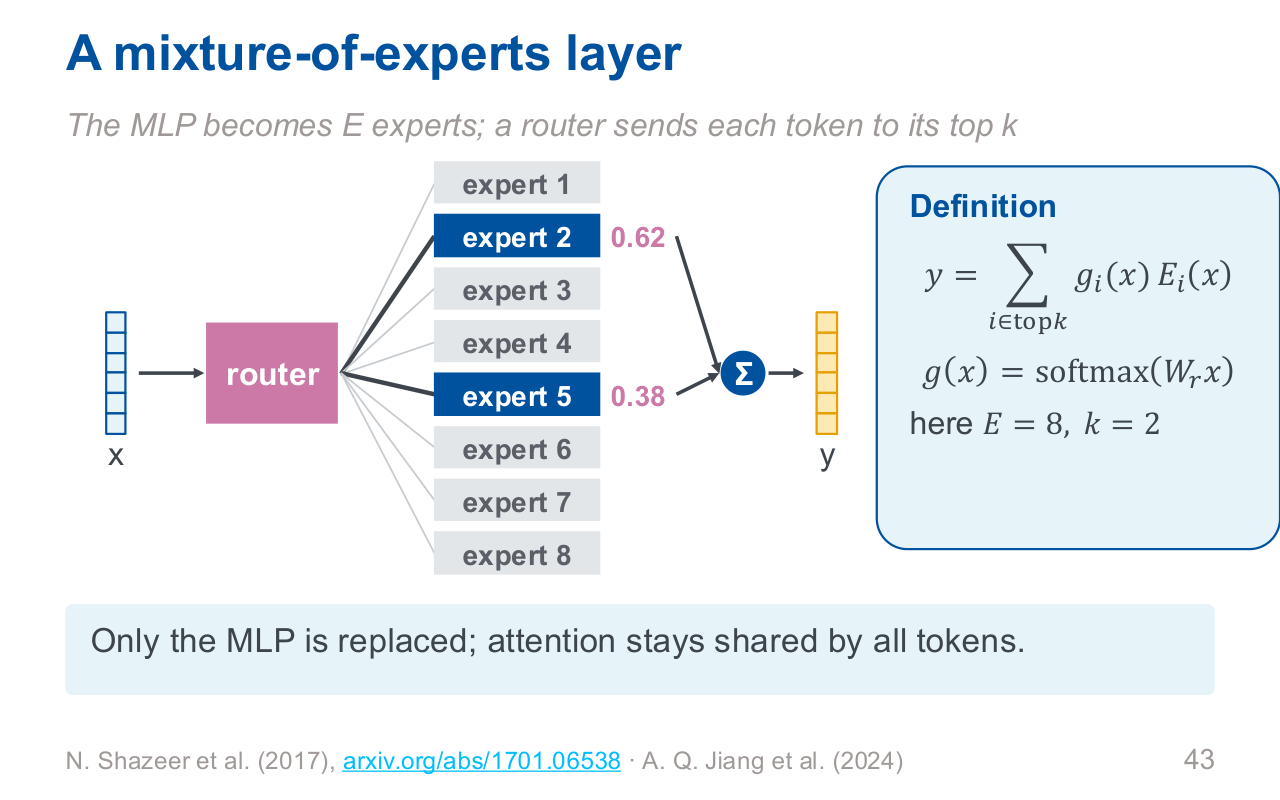 A mixture-of-experts layer
The MLP becomes E experts; a router sends each token to its top k
expert 1
expert 2 0.62
expert 3
expert 4
router
expert 5 0.38
expert 6
expert 7
expert 8
x
Σ
y
Definition
y = ∑_{i∈topk} g_i(x) E_i(x)
g(x) = softmax(W_r x)
here E = 8, k = 2
Only the MLP is replaced; attention stays shared by all tokens.
N. Shazeer et al. (2017), arxiv.org/abs/1701.06538 · A. Q. Jiang et al. (2024)
43